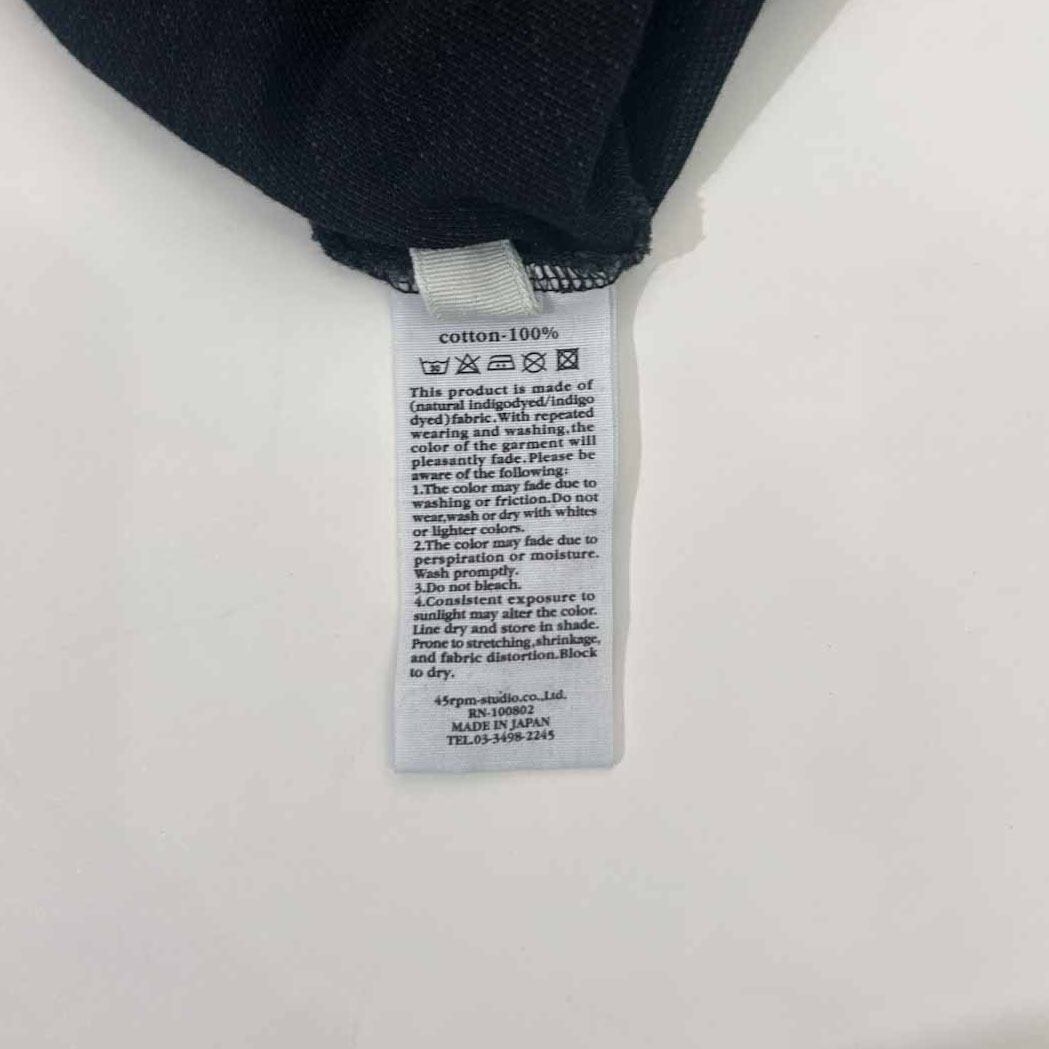 cotton-100%
30
This product is made of
(natural indigodyed/indigo
dyed)fabric.With repeated
wearing and washing,the
color of the garment will
pleasantly fade.Please be
aware of the following:
1.The color may fade due to
washing or friction.Do not
wear,wash or dry with whites
or lighter colors.
2.The color may fade due to
perspiration or moisture.
Wash promptly.
3.Do not bleach.
4.Consistent exposure to
sunlight may alter the color.
Line dry and store in shade.
Prone to stretching,shrinkage,
and fabric distortion.Block
to dry.
45rpm-studio.co.,Ltd.
RN-100802
MADE IN JAPAN
TEL.03-3498-2245